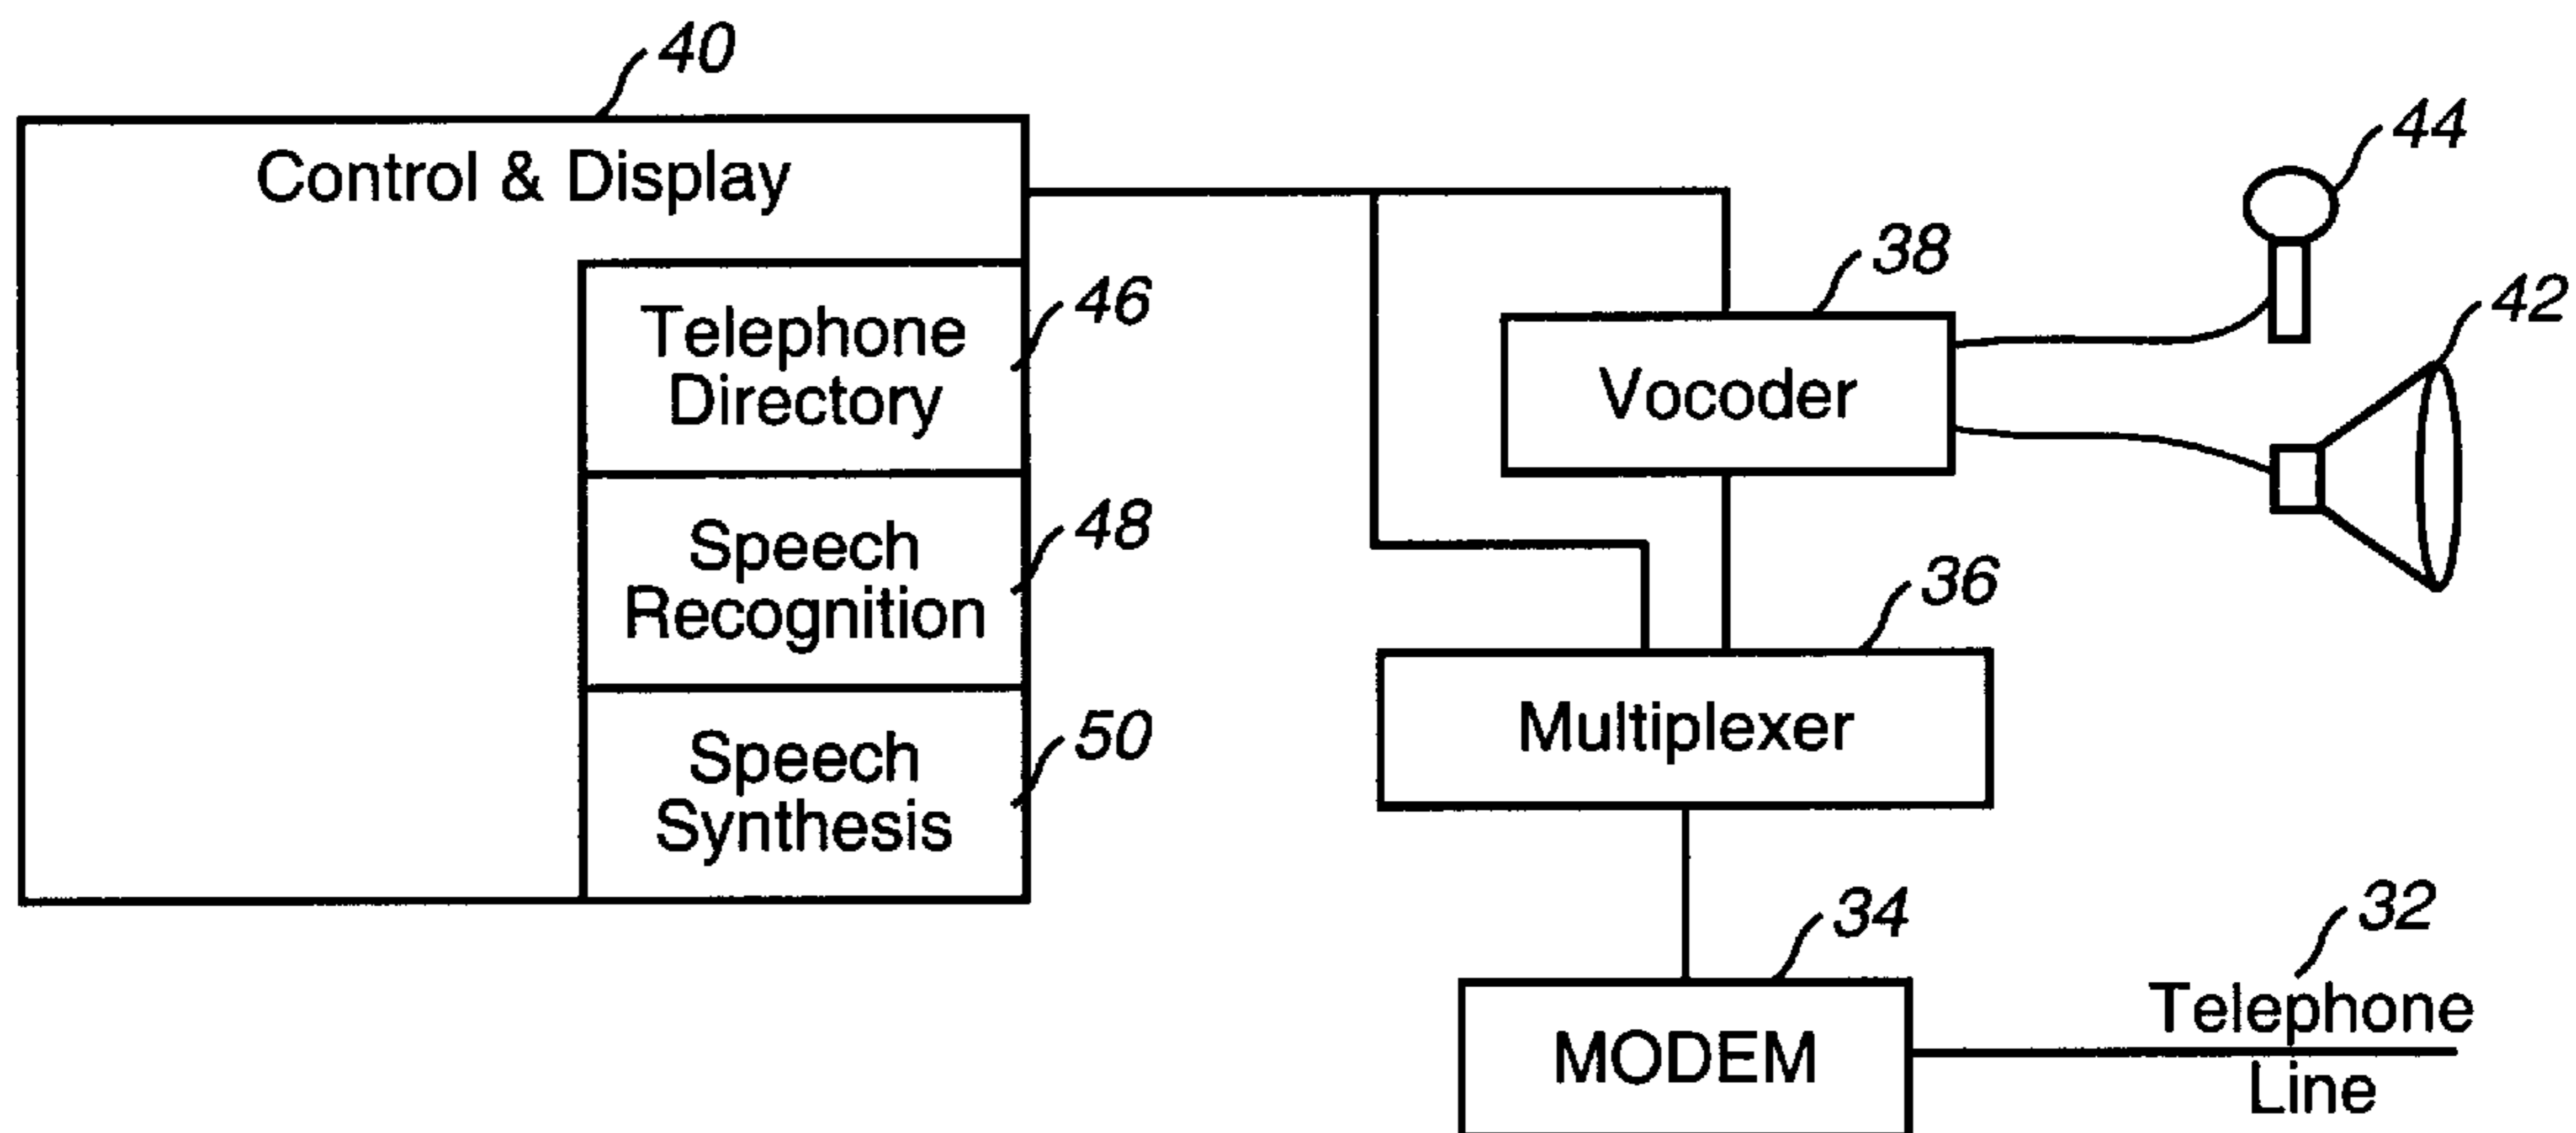 40
Control & Display
44
38
46
Telephone
Directory
42
Vocoder
48
Speech
Recognition
36
Multiplexer
50
Speech
Synthesis
34
32
MODEM
Telephone
Line